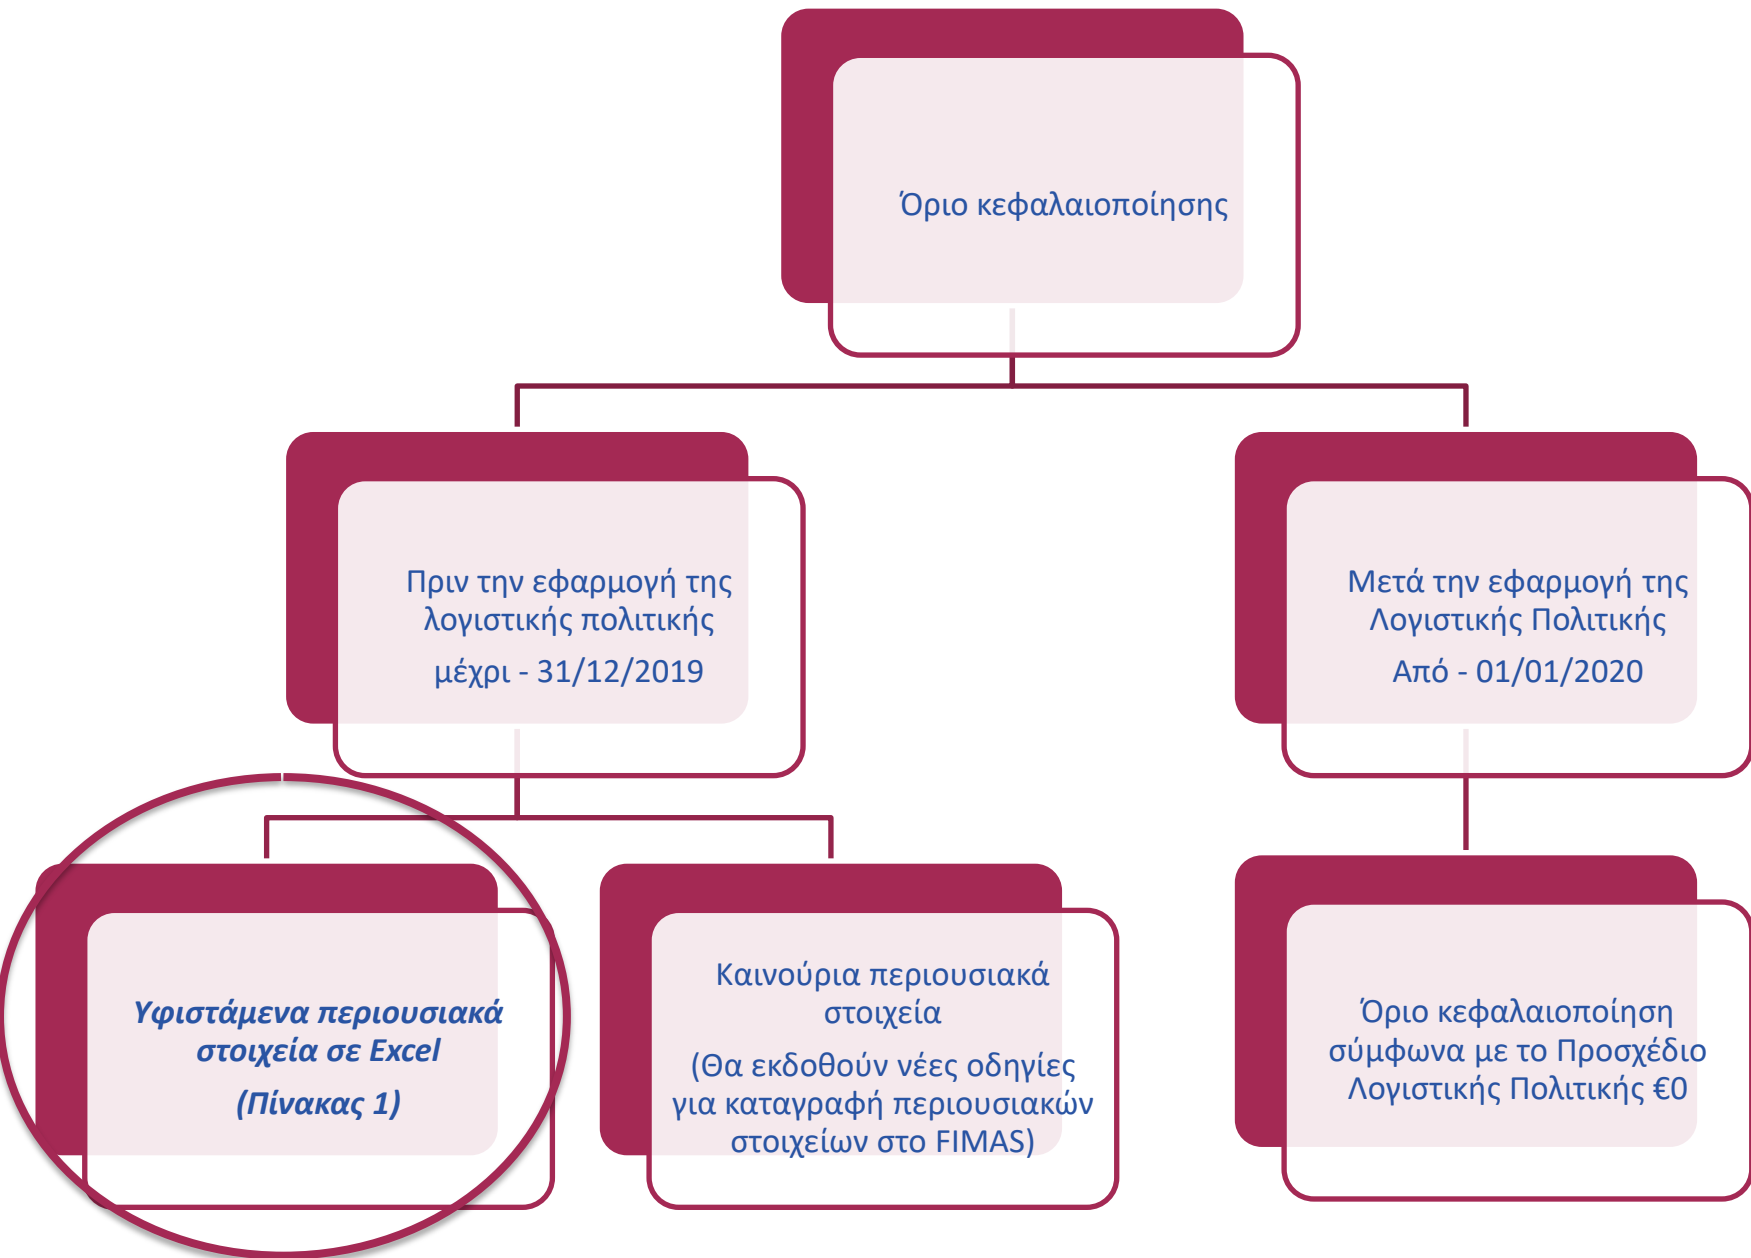 Όριο κεφαλαιοποίησης
Πριν την εφαρμογή της
λογιστικής πολιτικής
μέχρι - 31/12/2019
Μετά την εφαρμογή της
Λογιστικής Πολιτικής
Από - 01/01/2020
Υφιστάμενα περιουσιακά
στοιχεία σε Excel
(Πίνακας 1)
Καινούρια περιουσιακά
στοιχεία
(Θα εκδοθούν νέες οδηγίες
για καταγραφή περιουσιακών
στοιχείων στο FIMAS)
Όριο κεφαλαιοποίηση
σύμφωνα με το Προσχέδιο
Λογιστικής Πολιτικής €0